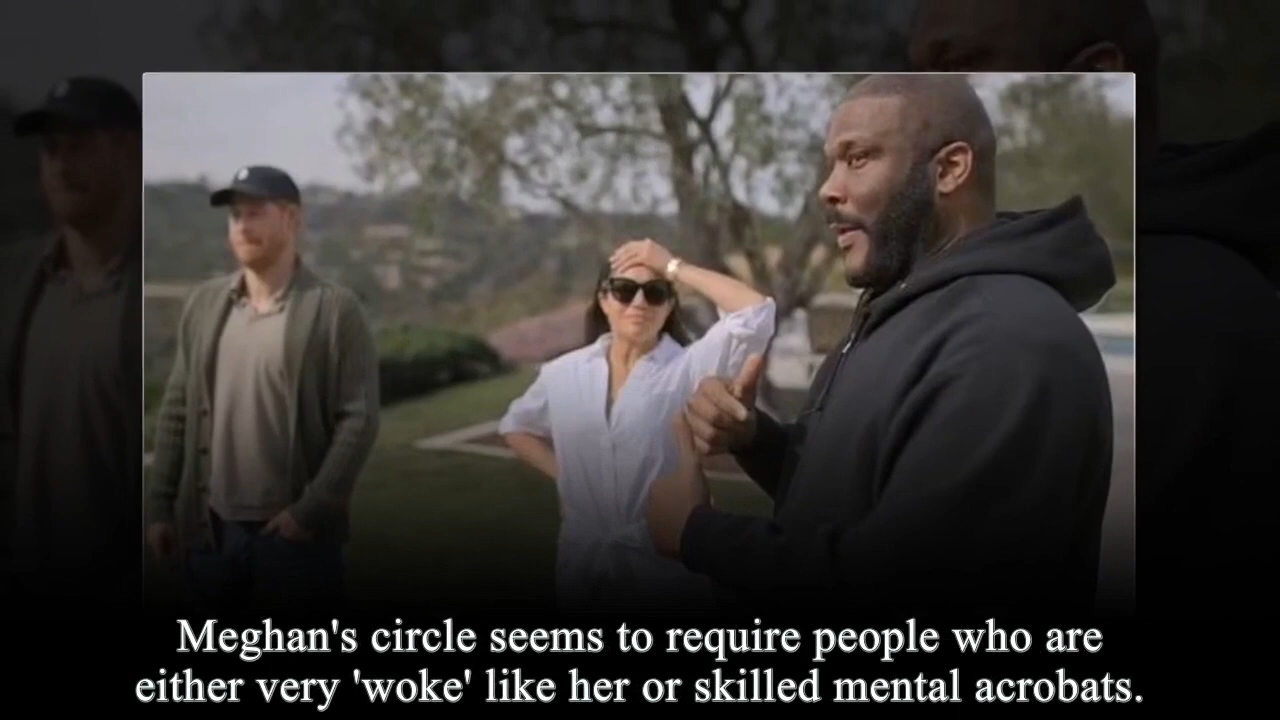 Meghan's circle seems to require people who are
either very 'woke' like her or skilled mental acrobats.